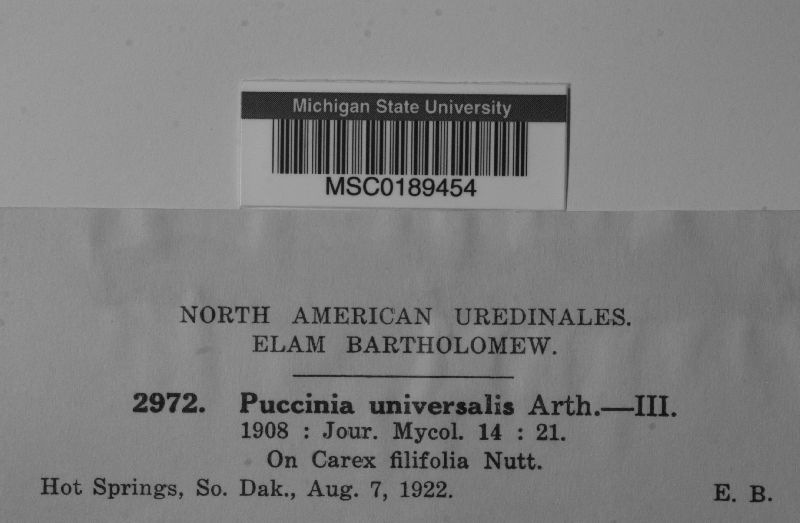 Michigan State University
MSC0189454
NORTH AMERICAN UREDINALES.
ELAM BARTHOLOMEW.
2972. Puccinia universalis Arth.—III.
1908 : Jour. Mycol. 14 : 21.
On Carex filifolia Nutt.
Hot Springs, So. Dak., Aug. 7, 1922. E. B.